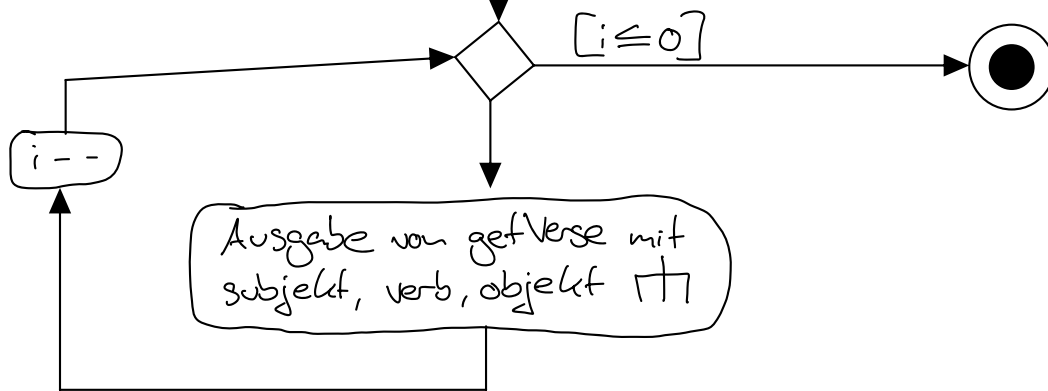 [i ≤ 0]
i - -
Ausgabe von getVerse mit
subjekt, verb, objekt